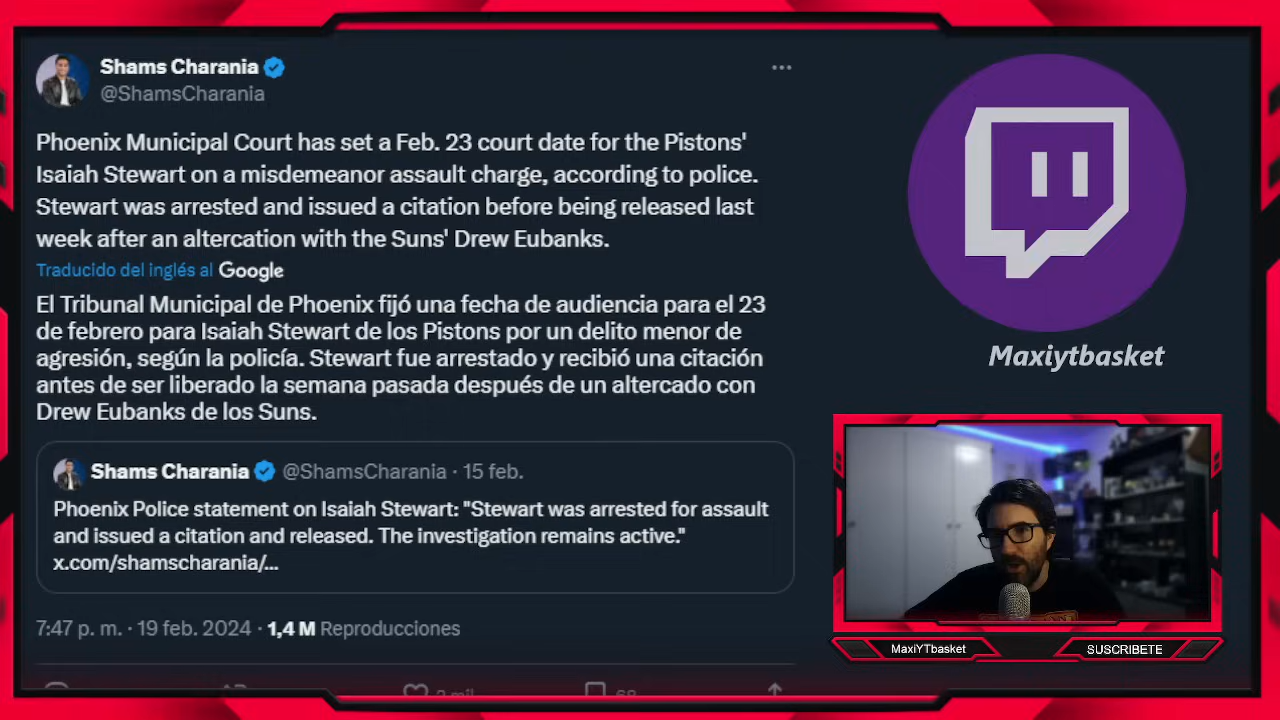 Shams Charania
@ShamsCharania
Phoenix Municipal Court has set a Feb. 23 court date for the Pistons'
Isaiah Stewart on a misdemeanor assault charge, according to police.
Stewart was arrested and issued a citation before being released last
week after an altercation with the Suns' Drew Eubanks.
Traducido del inglés al Google
El Tribunal Municipal de Phoenix fijó una fecha de audiencia para el 23
de febrero para Isaiah Stewart de los Pistons por un delito menor de
agresión, según la policía. Stewart fue arrestado y recibió una citación
antes de ser liberado la semana pasada después de un altercado con
Drew Eubanks de los Suns.
Shams Charania @ShamsCharania · 15 feb.
Phoenix Police statement on Isaiah Stewart: "Stewart was arrested for assault
and issued a citation and released. The investigation remains active."
x.com/shamscharania/...
7:47 p. m. · 19 feb. 2024 · 1,4 M Reproducciones
Maxiytbasket
MaxiYTbasket
SUSCRIBETE